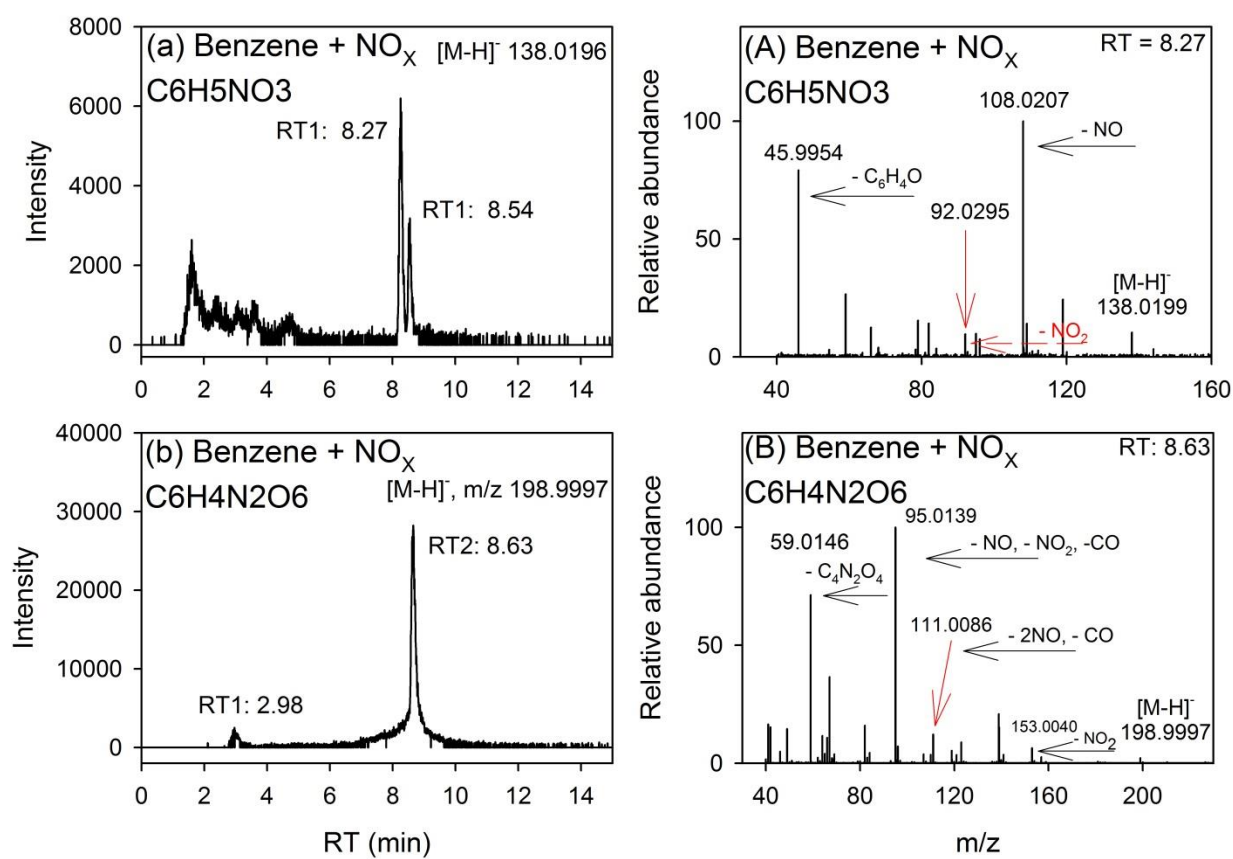 (a) Benzene + NOX [M-H]- 138.0196
C6H5NO3
RT1: 8.27
RT1: 8.54
Intensity
8000
6000
4000
2000
0
0 2 4 6 8 10 12 14
(A) Benzene + NOX RT = 8.27
C6H5NO3
108.0207
- NO
45.9954
- C6H4O
92.0295
[M-H]-
138.0199
- NO2
Relative abundance
100
50
0
40 80 120 160
(b) Benzene + NOX
C6H4N2O6
[M-H]-, m/z 198.9997
RT2: 8.63
RT1: 2.98
Intensity
40000
30000
20000
10000
0
0 2 4 6 8 10 12 14
RT (min)
(B) Benzene + NOX RT: 8.63
C6H4N2O6
95.0139
- NO, - NO2, -CO
59.0146
- C4N2O4
111.0086
- 2NO, - CO
[M-H]-
153.0040 198.9997
- NO2
Relative abundance
100
50
0
40 80 120 160 200
m/z